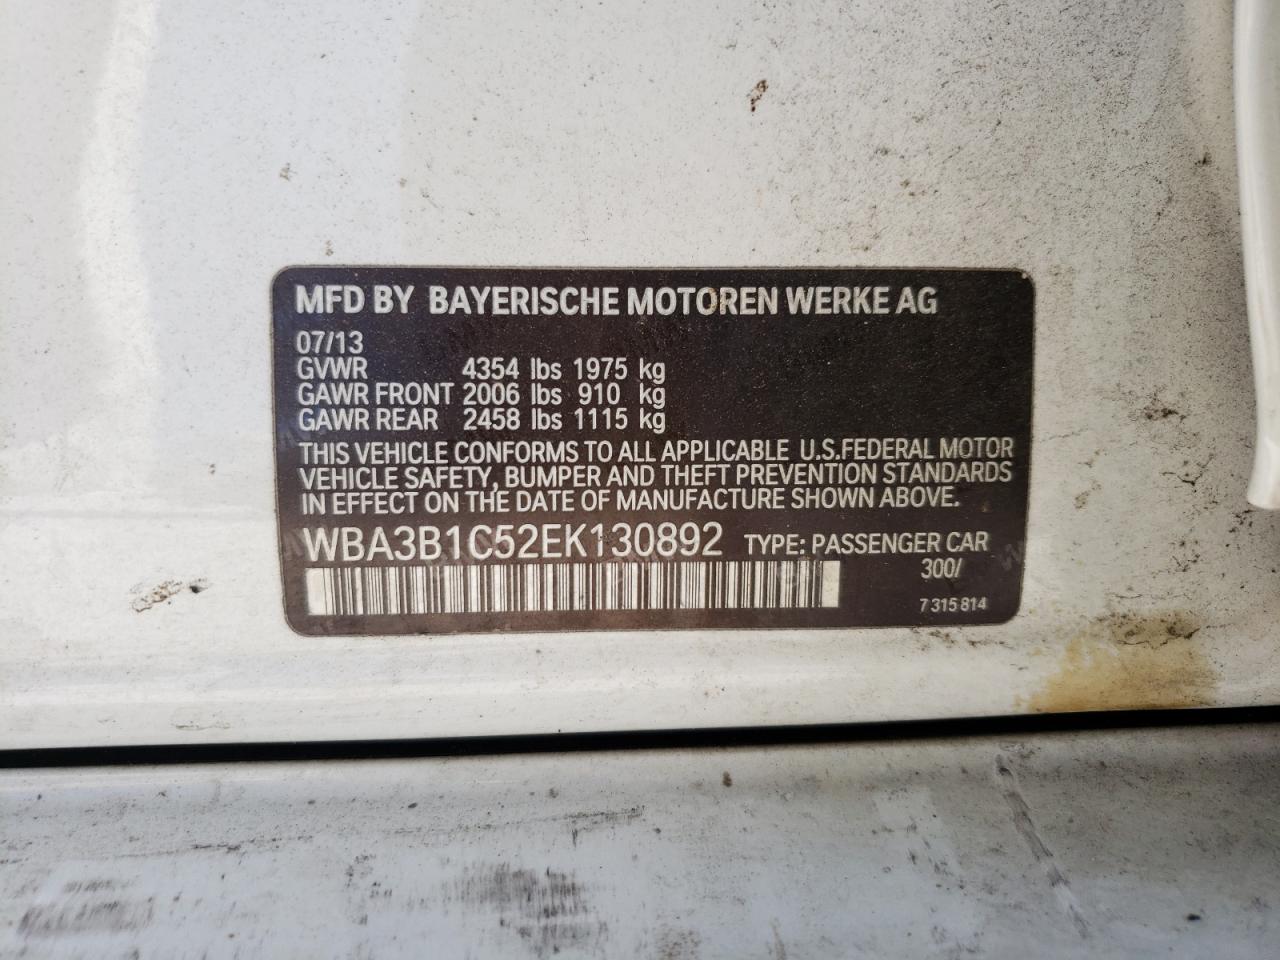 MFD BY BAYERISCHE MOTOREN WERKE AG
07/13
GVWR 4354 lbs 1975 kg
GAWR FRONT 2006 lbs 910 kg
GAWR REAR 2458 lbs 1115 kg
THIS VEHICLE CONFORMS TO ALL APPLICABLE U.S.FEDERAL MOTOR
VEHICLE SAFETY, BUMPER AND THEFT PREVENTION STANDARDS
IN EFFECT ON THE DATE OF MANUFACTURE SHOWN ABOVE.
WBA3B1C52EK130892 TYPE: PASSENGER CAR
300/
7 315 814